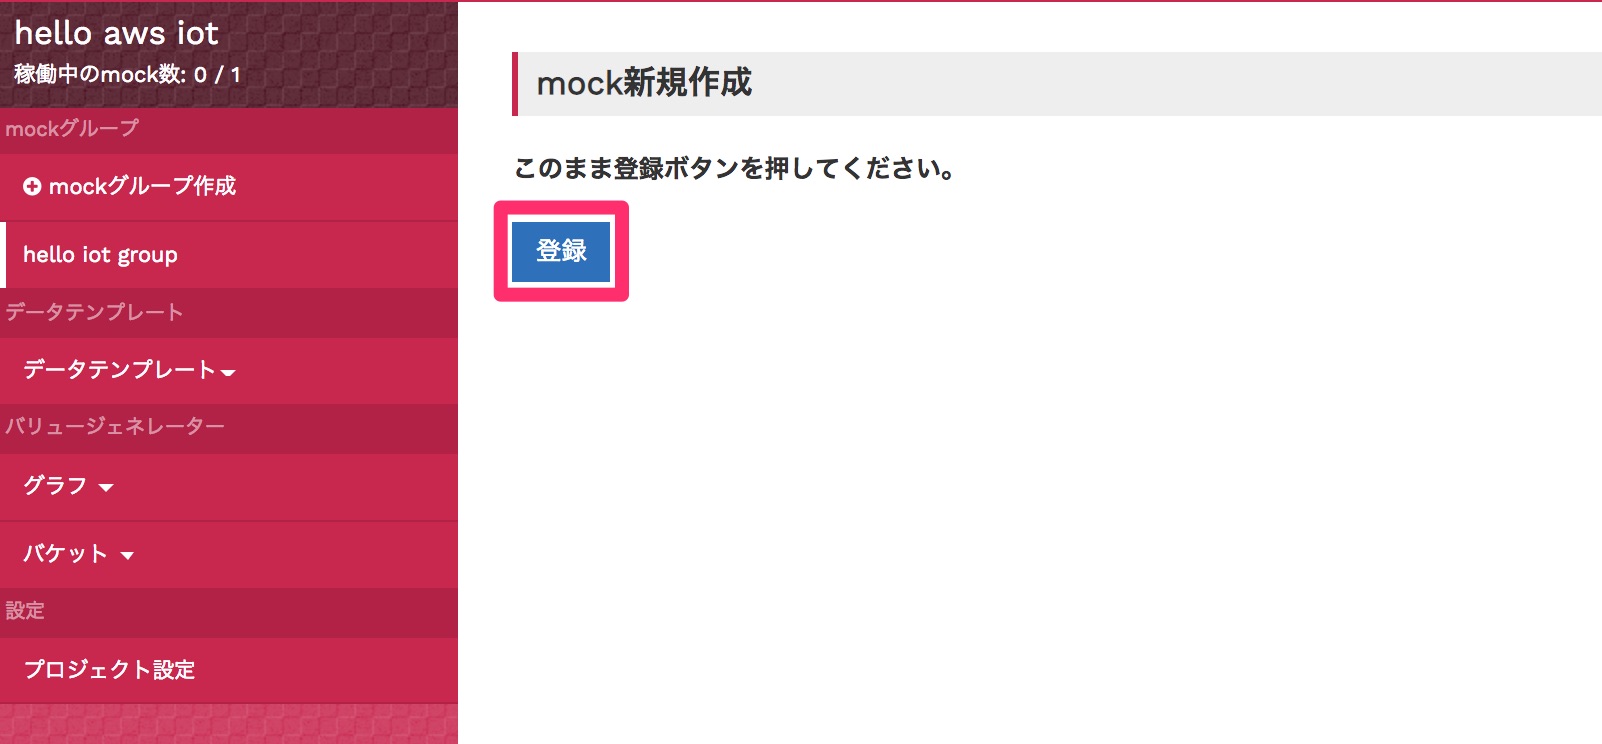 hello aws iot
稼働中のmock数: 0 / 1
mockグループ
mockグループ作成
hello iot group
データテンプレート
データテンプレート
バリュージェネレーター
グラフ
バケット
設定
プロジェクト設定
mock新規作成
このまま登録ボタンを押してください。
登録